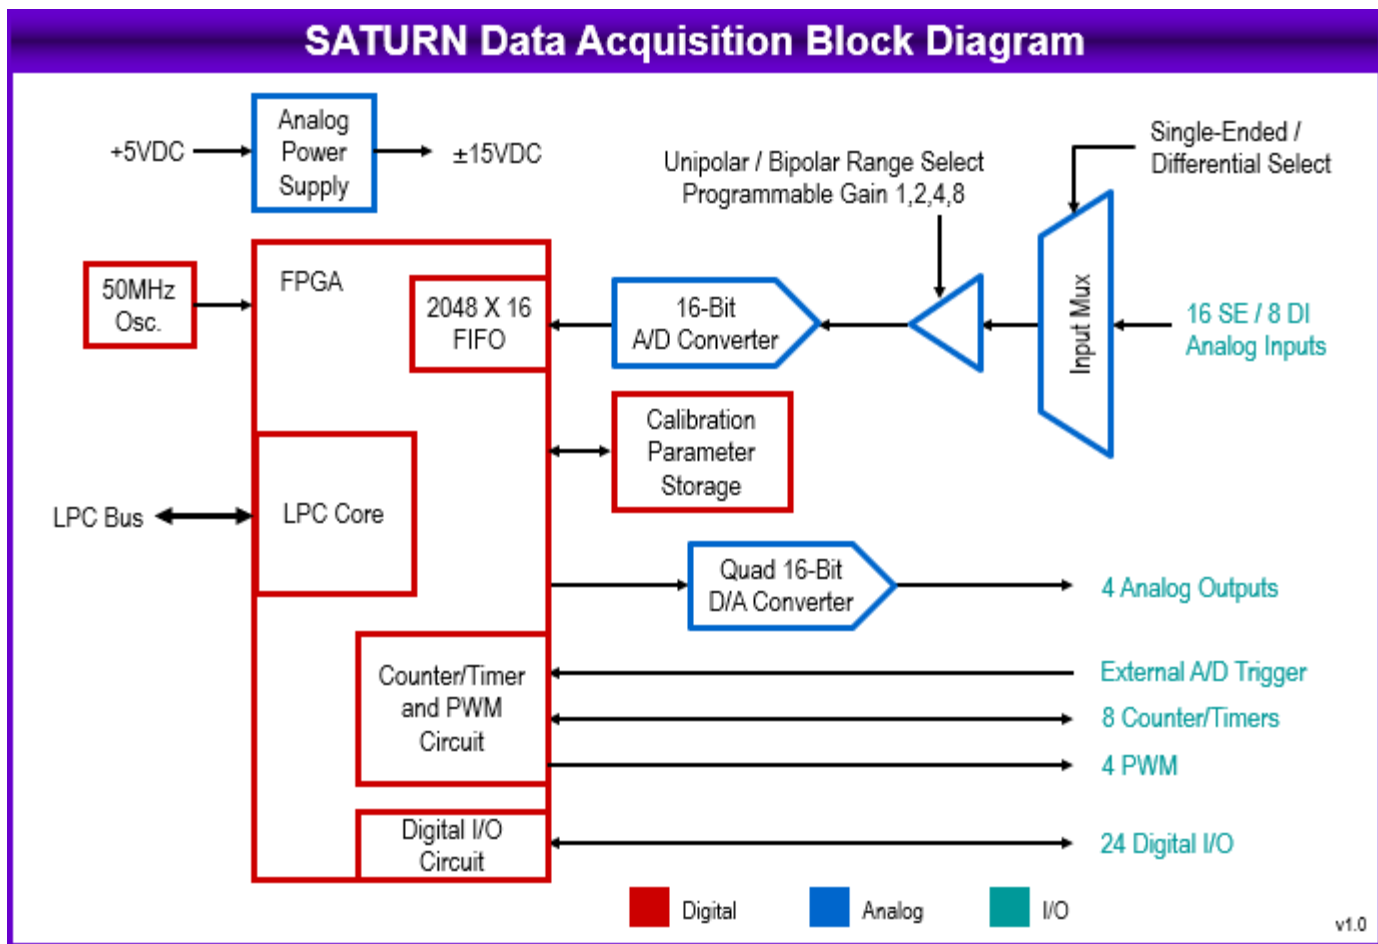 SATURN Data Acquisition Block Diagram
+5VDC
Analog
Power
Supply
±15VDC
Unipolar / Bipolar Range Select
Programmable Gain 1,2,4,8
Single-Ended /
Differential Select
50MHz
Osc.
FPGA
2048 X 16
FIFO
16-Bit
A/D Converter
Input Mux
16 SE / 8 DI
Analog Inputs
Calibration
Parameter
Storage
LPC Bus
LPC Core
Quad 16-Bit
D/A Converter
4 Analog Outputs
Counter/Timer
and PWM
Circuit
External A/D Trigger
8 Counter/Timers
4 PWM
Digital I/O
Circuit
24 Digital I/O
Digital
Analog
I/O
v1.0